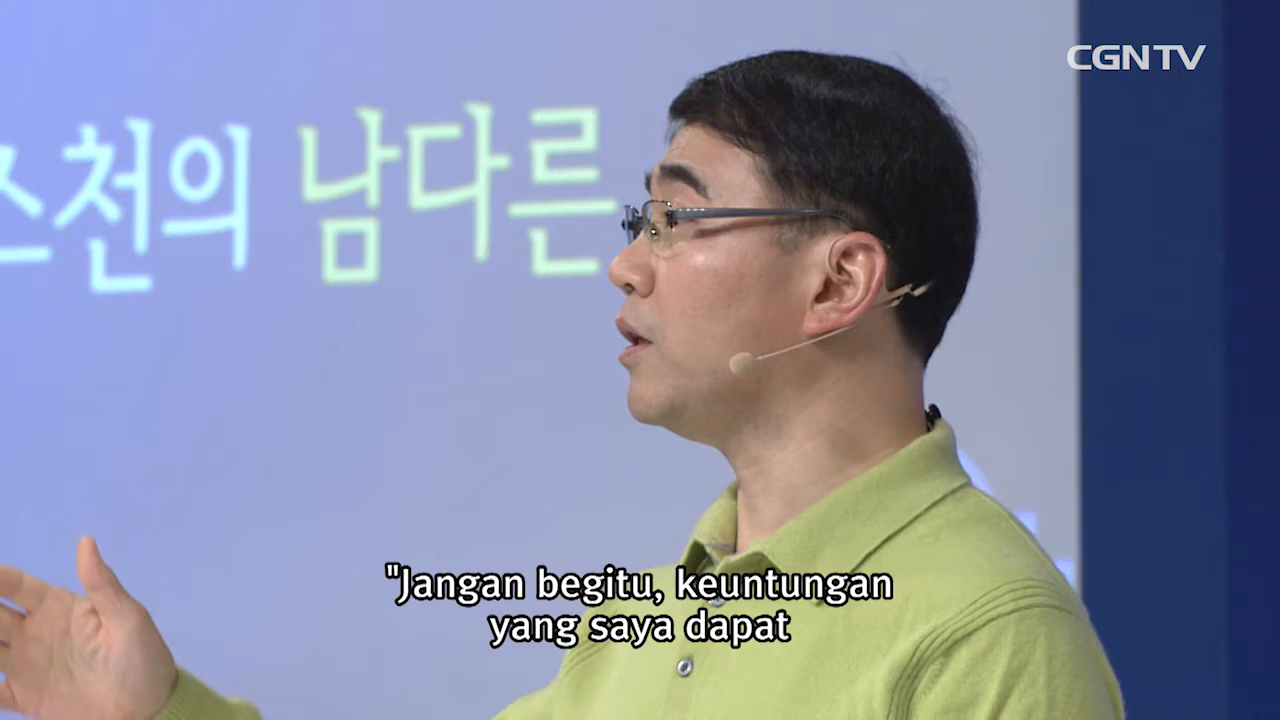 CGNTV
스천의 남다른
"Jangan begitu, keuntungan
yang saya dapat